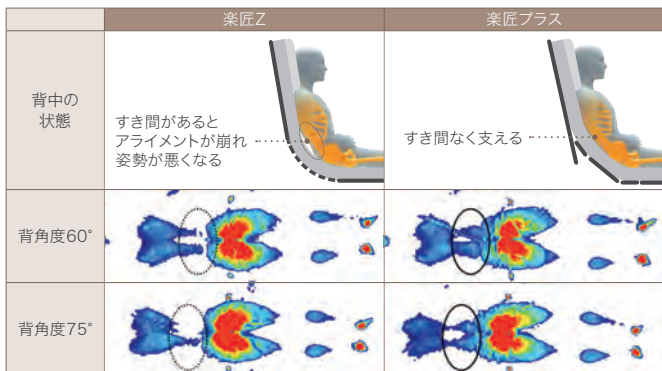 楽匠Z
楽匠プラス
背中の
状態
すき間があると
アライメントが崩れ
姿勢が悪くなる
すき間なく支える
背角度60°
背角度75°